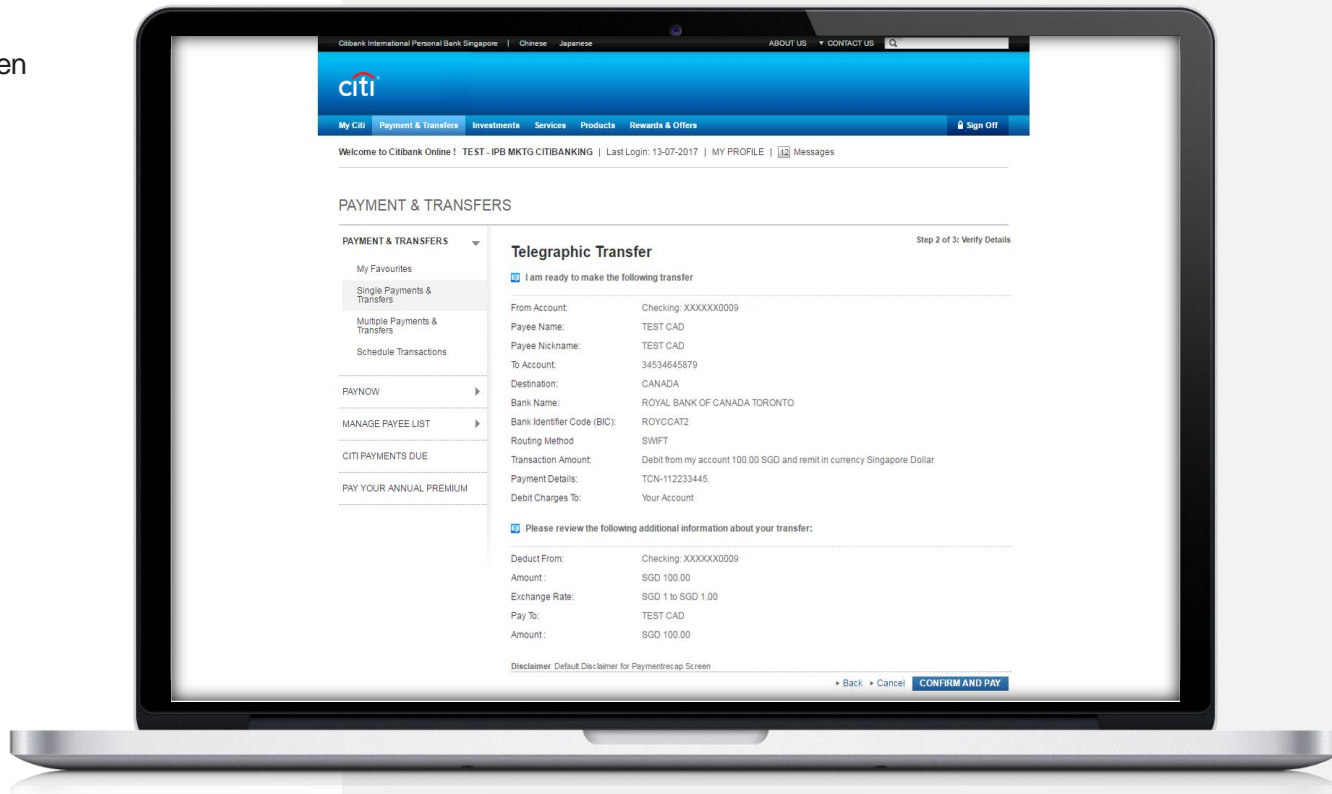 en
Citibank International Personal Bank Singapore | Chinese Japanese ABOUT US ▼ CONTACT US
citi
My Citi Payment & Transfers Investments Services Products Rewards & Offers Sign Off
Welcome to Citibank Online ! TEST - IPB MKTG CITIBANKING | Last Login: 13-07-2017 | MY PROFILE | 12 Messages
PAYMENT & TRANSFERS
PAYMENT & TRANSFERS
My Favourites
Single Payments &
Transfers
Multiple Payments &
Transfers
Schedule Transactions
PAYNOW
MANAGE PAYEE LIST
CITI PAYMENTS DUE
PAY YOUR ANNUAL PREMIUM
Step 2 of 3: Verify Details
Telegraphic Transfer
I am ready to make the following transfer
From Account: Checking: XXXXXX0009
Payee Name: TEST CAD
Payee Nickname: TEST CAD
To Account: 34534645879
Destination: CANADA
Bank Name: ROYAL BANK OF CANADA TORONTO
Bank Identifier Code (BIC): ROYCCAT2
Routing Method SWIFT
Transaction Amount: Debit from my account 100.00 SGD and remit in currency Singapore Dollar
Payment Details: TCN-112233445.
Debit Charges To: Your Account
Please review the following additional information about your transfer:
Deduct From: Checking: XXXXXX0009
Amount : SGD 100.00
Exchange Rate: SGD 1 to SGD 1.00
Pay To: TEST CAD
Amount : SGD 100.00
Disclaimer Default Disclaimer for Paymentrecap Screen
Back Cancel CONFIRM AND PAY